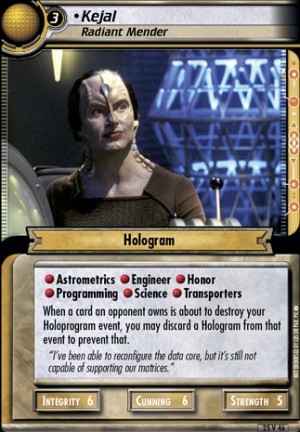 3
• Kejal
Radiant Mender
Hologram
Astrometrics Engineer Honor
Programming Science Transporters
When a card an opponent owns is about to destroy your
Holoprogram event, you may discard a Hologram from that
event to prevent that.
"I've been able to reconfigure the data core, but it's still not
capable of supporting our matrices."
INTEGRITY 6 CUNNING 6 STRENGTH 5